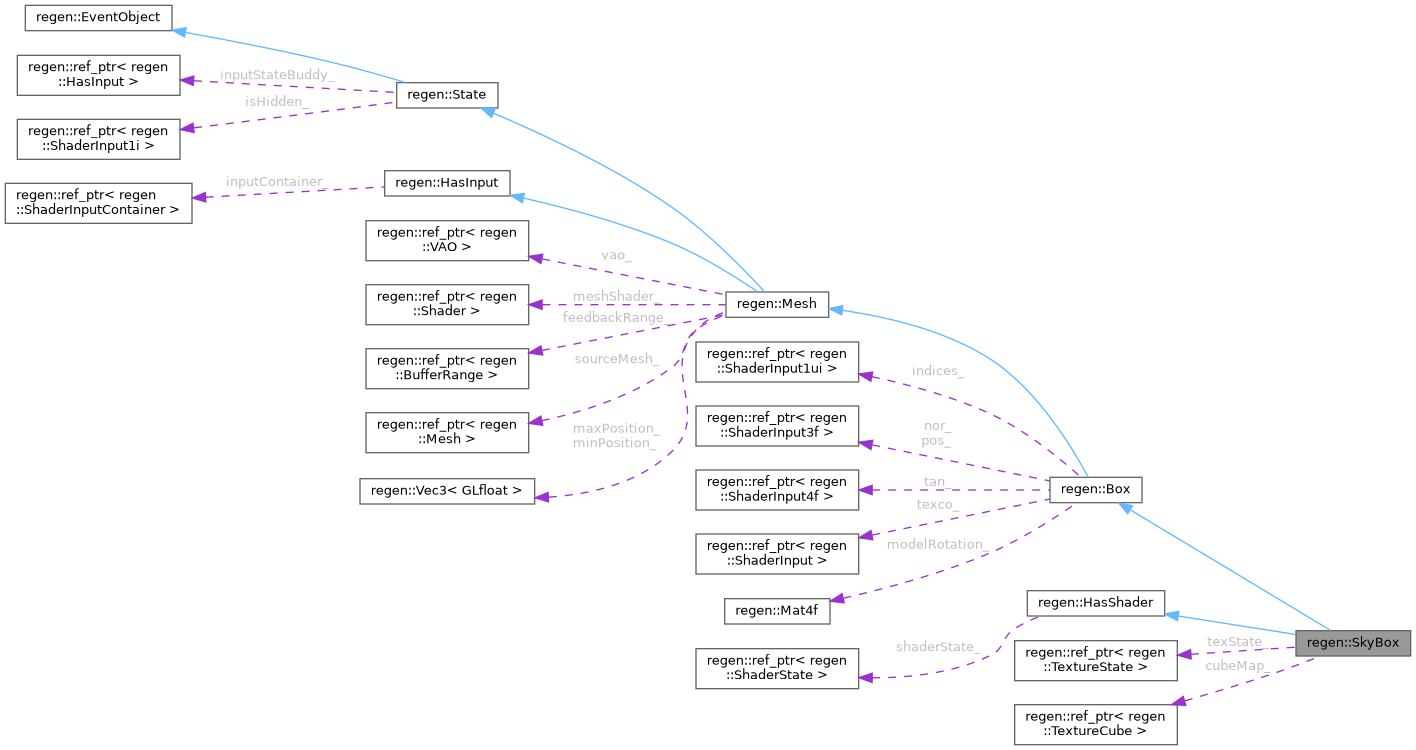 regen::EventObject
regen::ref_ptr< regen
::HasInput >
inputStateBuddy_
regen::State
isHidden_
regen::ref_ptr< regen
::ShaderInput1i >
regen::ref_ptr< regen
::ShaderInputContainer >
inputContainer_
regen::HasInput
regen::ref_ptr< regen
::VAO >
vao_
regen::ref_ptr< regen
::Shader >
meshShader_
regen::Mesh
feedbackRange_
regen::ref_ptr< regen
::BufferRange >
sourceMesh_
regen::ref_ptr< regen
::ShaderInput1ui >
indices_
regen::ref_ptr< regen
::Mesh >
maxPosition_
minPosition_
regen::ref_ptr< regen
::ShaderInput3f >
nor_
pos_
regen::Vec3< GLfloat >
regen::ref_ptr< regen
::ShaderInput4f >
tan_
regen::Box
texco_
regen::ref_ptr< regen
::ShaderInput >
modelRotation_
regen::Mat4f
regen::HasShader
regen::SkyBox
shaderState_
regen::ref_ptr< regen
::ShaderState >
texState_
regen::ref_ptr< regen
::TextureState >
cubeMap_
regen::ref_ptr< regen
::TextureCube >